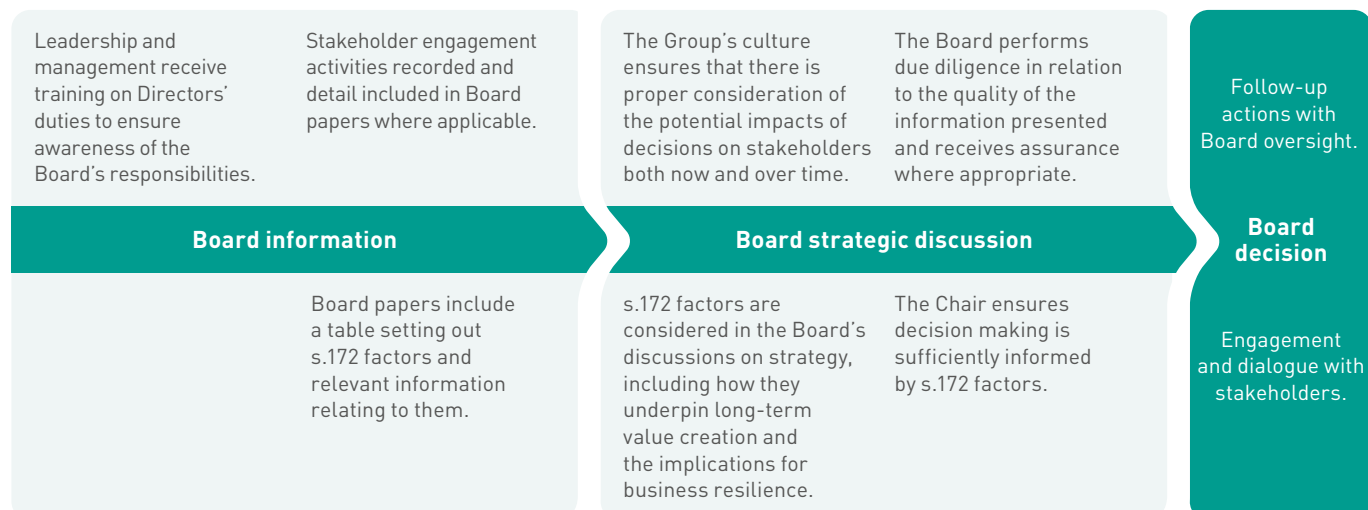 Leadership and
management receive
training on Directors’
duties to ensure
awareness of the
Board’s responsibilities.
Stakeholder engagement
activities recorded and
detail included in Board
papers where applicable.
Board information
Board papers include
a table setting out
s.172 factors and
relevant information
relating to them.
The Group’s culture
ensures that there is
proper consideration of
the potential impacts of
decisions on stakeholders
both now and over time.
The Board performs
due diligence in relation
to the quality of the
information presented
and receives assurance
where appropriate.
Board strategic discussion
s.172 factors are
considered in the Board’s
discussions on strategy,
including how they
underpin long-term
value creation and
the implications for
business resilience.
The Chair ensures
decision making is
sufficiently informed
by s.172 factors.
Follow-up
actions with
Board oversight.
Board
decision
Engagement
and dialogue with
stakeholders.